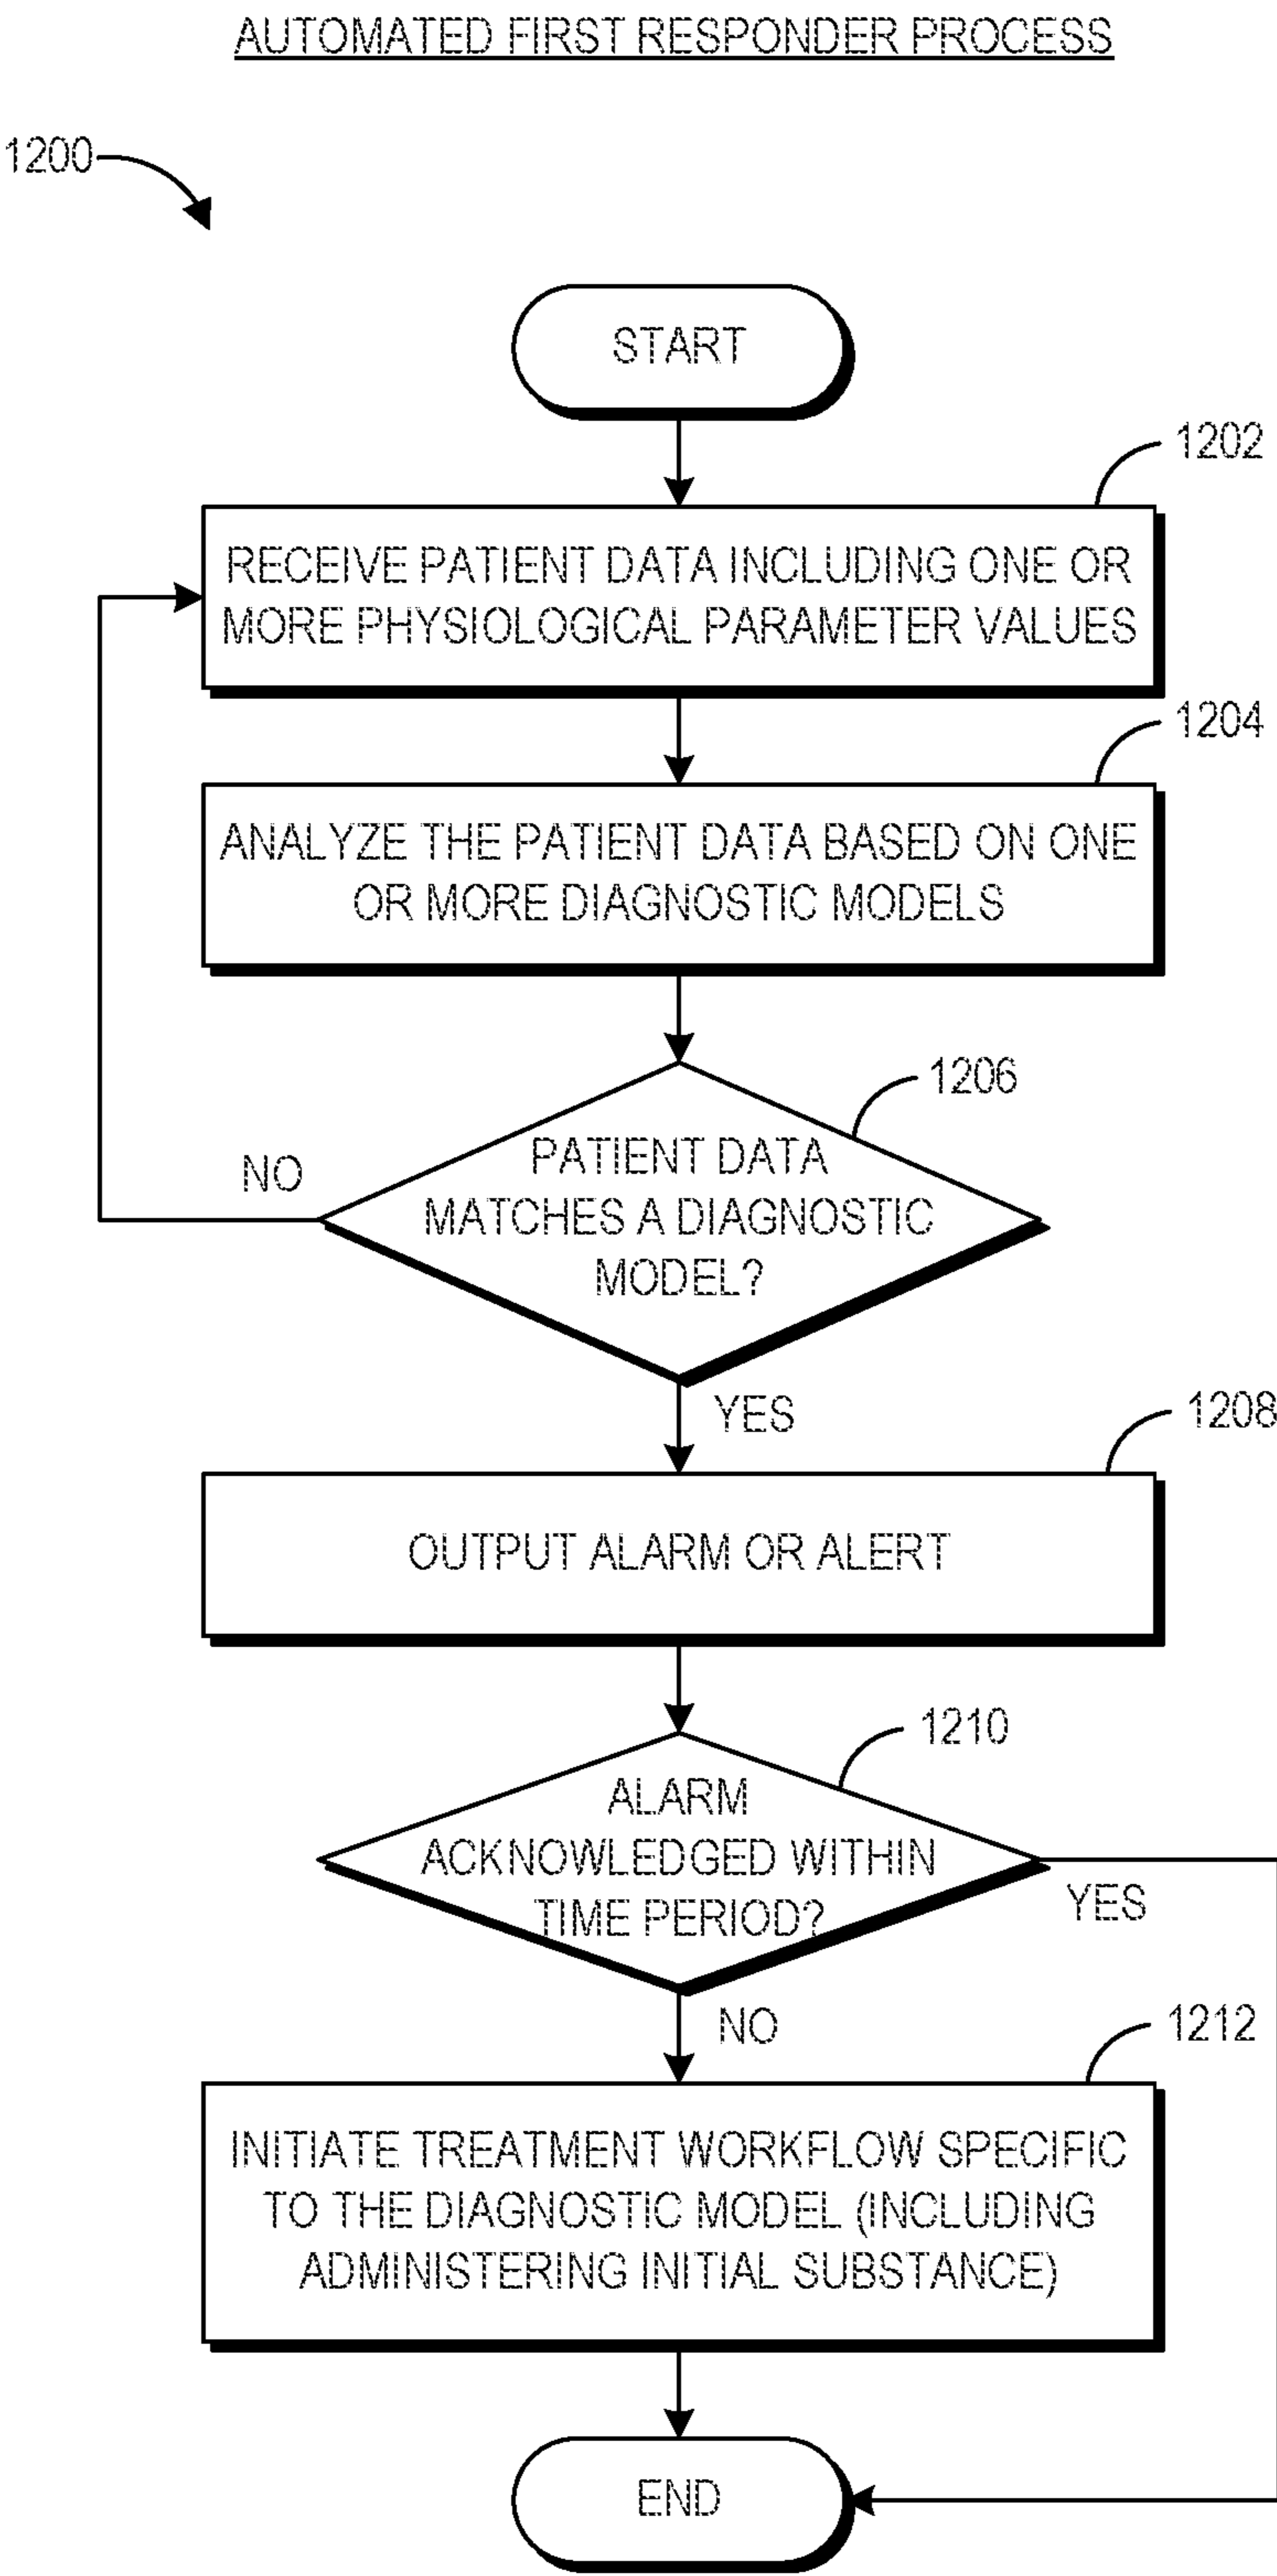 AUTOMATED FIRST RESPONDER PROCESS
1200
START
1202
RECEIVE PATIENT DATA INCLUDING ONE OR
MORE PHYSIOLOGICAL PARAMETER VALUES
1204
ANALYZE THE PATIENT DATA BASED ON ONE
OR MORE DIAGNOSTIC MODELS
1206
PATIENT DATA
MATCHES A DIAGNOSTIC
MODEL?
NO
YES
1208
OUTPUT ALARM OR ALERT
1210
ALARM
ACKNOWLEDGED WITHIN
TIME PERIOD?
YES
NO
1212
INITIATE TREATMENT WORKFLOW SPECIFIC
TO THE DIAGNOSTIC MODEL (INCLUDING
ADMINISTERING INITIAL SUBSTANCE)
END